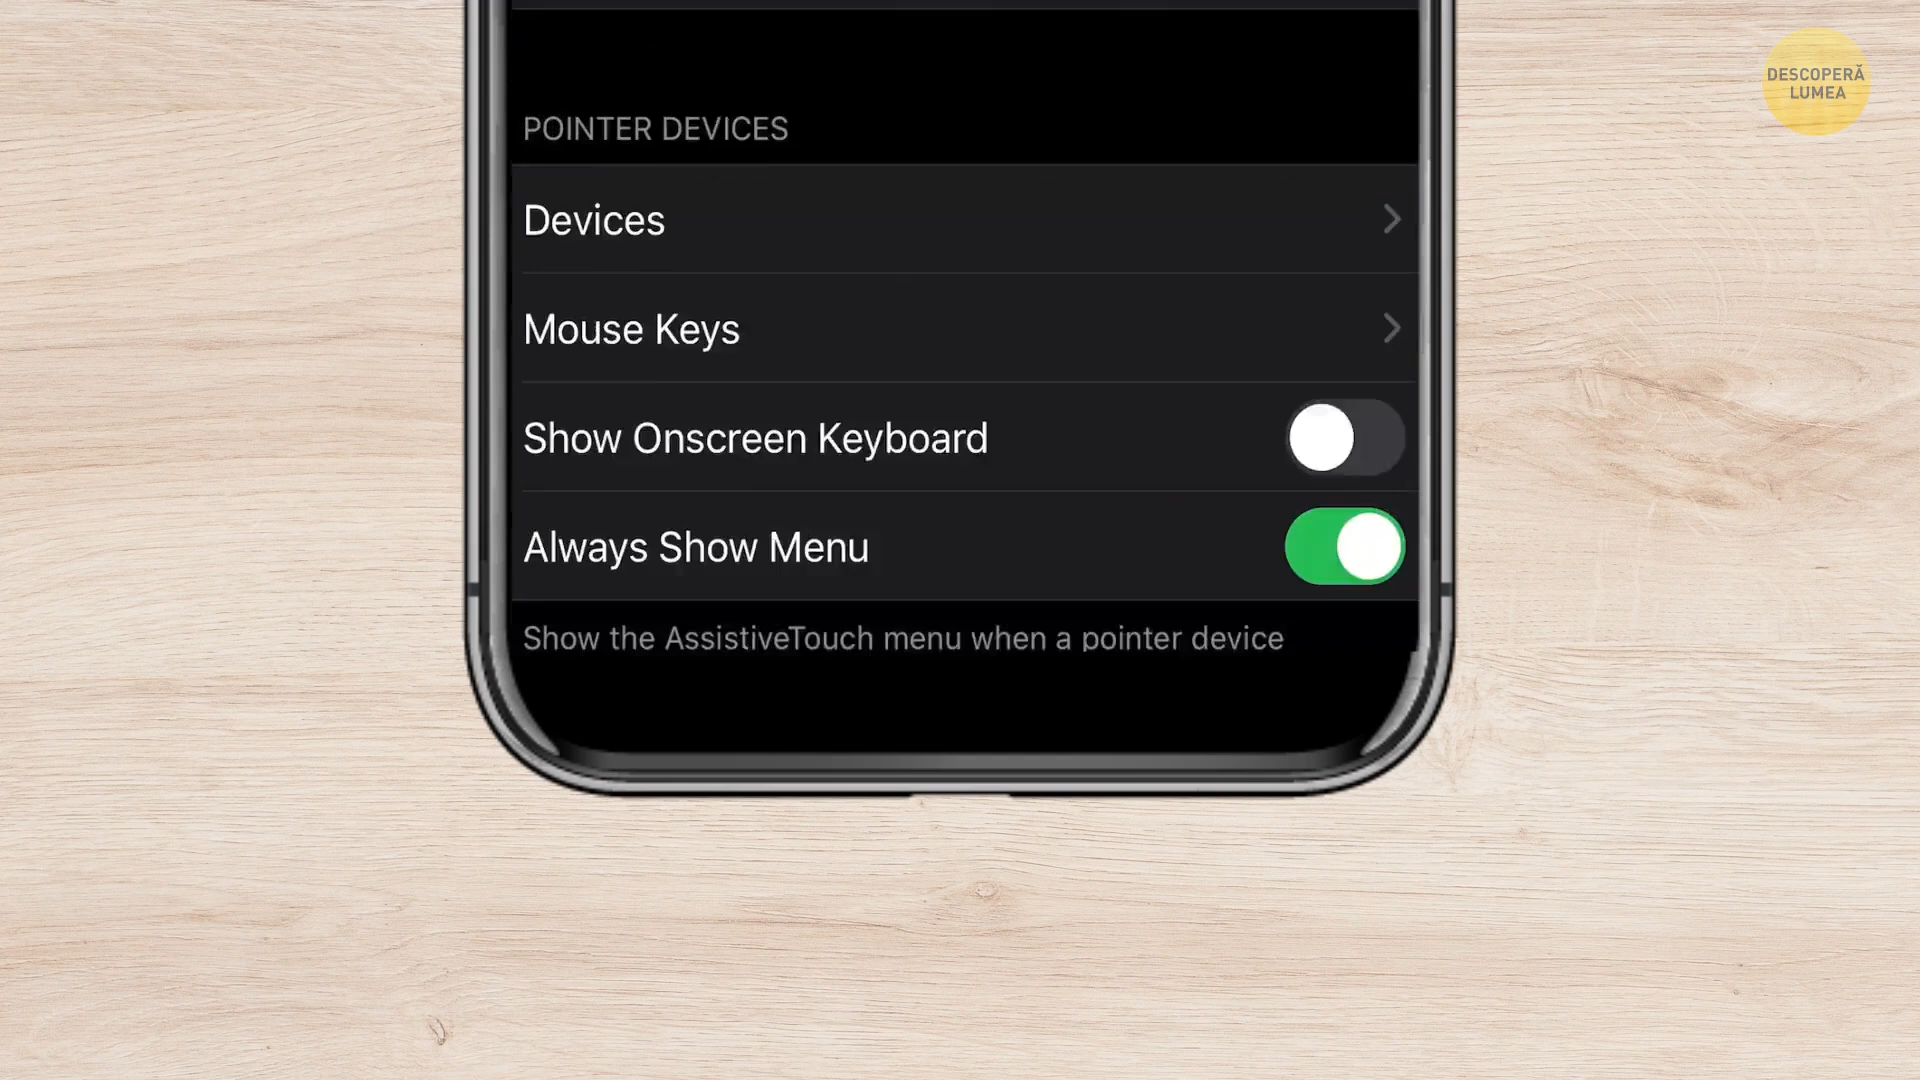 DESCOPERĂ
LUMEA
POINTER DEVICES
Devices
Mouse Keys
Show Onscreen Keyboard
Always Show Menu
Show the AssistiveTouch menu when a pointer device